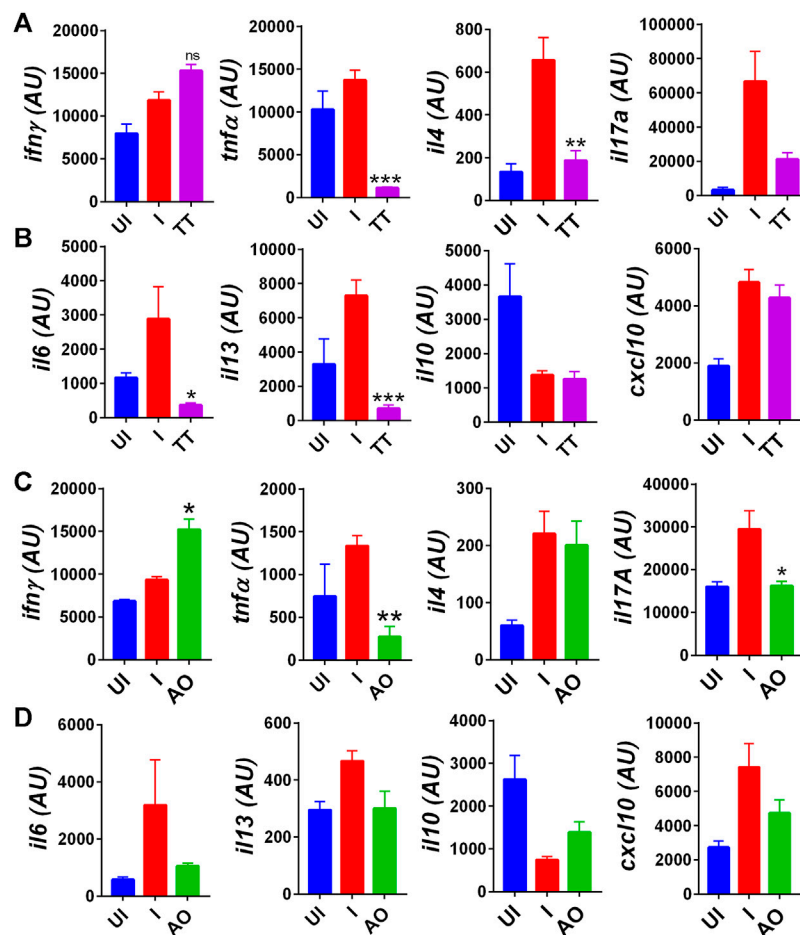 A
ifnγ (AU)
20000
15000
10000
5000
0
ns
UI
I
TT
tnfα (AU)
20000
15000
10000
5000
0
***
UI
I
TT
il4 (AU)
800
600
400
200
0
**
UI
I
TT
il17a (AU)
100000
80000
60000
40000
20000
0
UI
I
TT
B
il6 (AU)
5000
4000
3000
2000
1000
0
*
UI
I
TT
il13 (AU)
10000
8000
6000
4000
2000
0
***
UI
I
TT
il10 (AU)
5000
4000
3000
2000
1000
0
UI
I
TT
cxcl10 (AU)
6000
4000
2000
0
UI
I
TT
C
ifnγ (AU)
20000
15000
10000
5000
0
*
UI
I
AO
tnfα (AU)
2000
1500
1000
500
0
**
UI
I
AO
il4 (AU)
300
200
100
0
UI
I
AO
il17A (AU)
40000
30000
20000
10000
0
*
UI
I
AO
D
il6 (AU)
6000
4000
2000
0
UI
I
AO
il13 (AU)
600
400
200
0
UI
I
AO
il10 (AU)
4000
3000
2000
1000
0
UI
I
AO
cxcl10 (AU)
10000
8000
6000
4000
2000
0
UI
I
AO